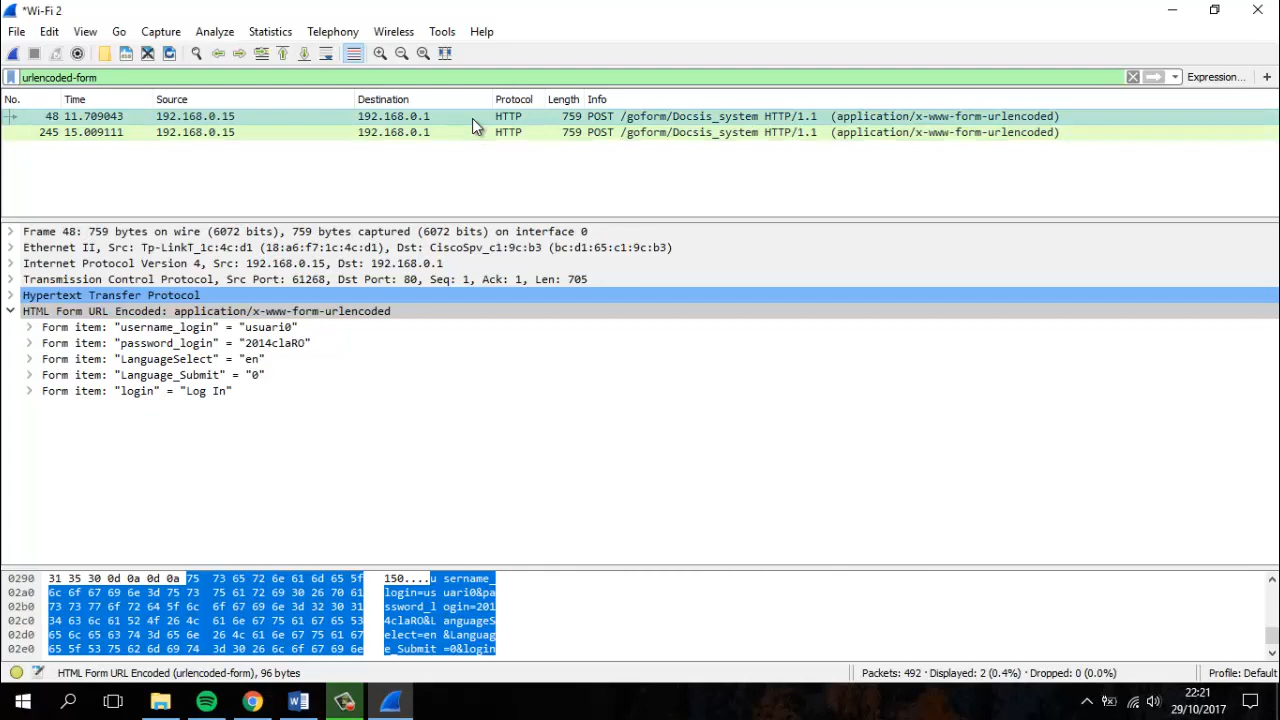 *Wi-Fi 2
File Edit View Go Capture Analyze Statistics Telephony Wireless Tools Help
urlencoded-form Expression... +
No. Time Source Destination Protocol Length Info
48 11.709043 192.168.0.15 192.168.0.1 HTTP 759 POST /goform/Docsis_system HTTP/1.1 (application/x-www-form-urlencoded)
245 15.009111 192.168.0.15 192.168.0.1 HTTP 759 POST /goform/Docsis_system HTTP/1.1 (application/x-www-form-urlencoded)
Frame 48: 759 bytes on wire (6072 bits), 759 bytes captured (6072 bits) on interface 0
Ethernet II, Src: Tp-LinkT_1c:4c:d1 (18:a6:f7:1c:4c:d1), Dst: CiscoSpv_c1:9c:b3 (bc:d1:65:c1:9c:b3)
Internet Protocol Version 4, Src: 192.168.0.15, Dst: 192.168.0.1
Transmission Control Protocol, Src Port: 61268, Dst Port: 80, Seq: 1, Ack: 1, Len: 705
Hypertext Transfer Protocol
HTML Form URL Encoded: application/x-www-form-urlencoded
Form item: "username_login" = "usuari0"
Form item: "password_login" = "2014claRO"
Form item: "LanguageSelect" = "en"
Form item: "Language_Submit" = "0"
Form item: "login" = "Log In"
0290 31 35 30 0d 0a 0d 0a 75 73 65 72 6e 61 6d 65 5f 150....u sername_
02a0 6c 6f 67 69 6e 3d 75 73 75 61 72 69 30 26 70 61 login=us uari0&pa
02b0 73 73 77 6f 72 64 5f 6c 6f 67 69 6e 3d 32 30 31 ssword_l ogin=201
02c0 34 63 6c 61 52 4f 26 4c 61 6e 67 75 61 67 65 53 4claRO&L anguageS
02d0 65 6c 65 63 74 3d 65 6e 26 4c 61 6e 67 75 61 67 elect=en &Languag
02e0 65 5f 53 75 62 6d 69 74 3d 30 26 6c 6f 67 69 6e e_Submit =0&login
HTML Form URL Encoded (urlencoded-form), 96 bytes Packets: 492 · Displayed: 2 (0.4%) · Dropped: 0 (0.0%) Profile: Default
22:21
29/10/2017